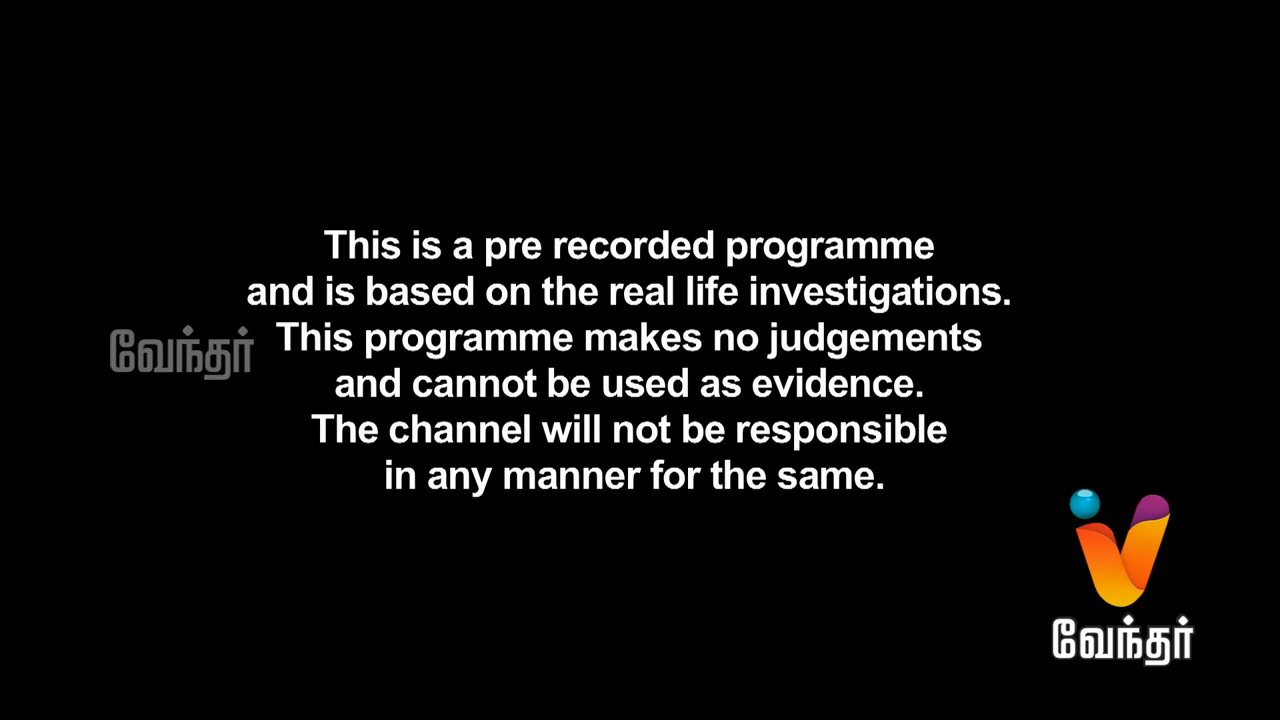 This is a pre recorded programme
and is based on the real life investigations.
வேந்தர்
This programme makes no judgements
and cannot be used as evidence.
The channel will not be responsible
in any manner for the same.
வேந்தர்